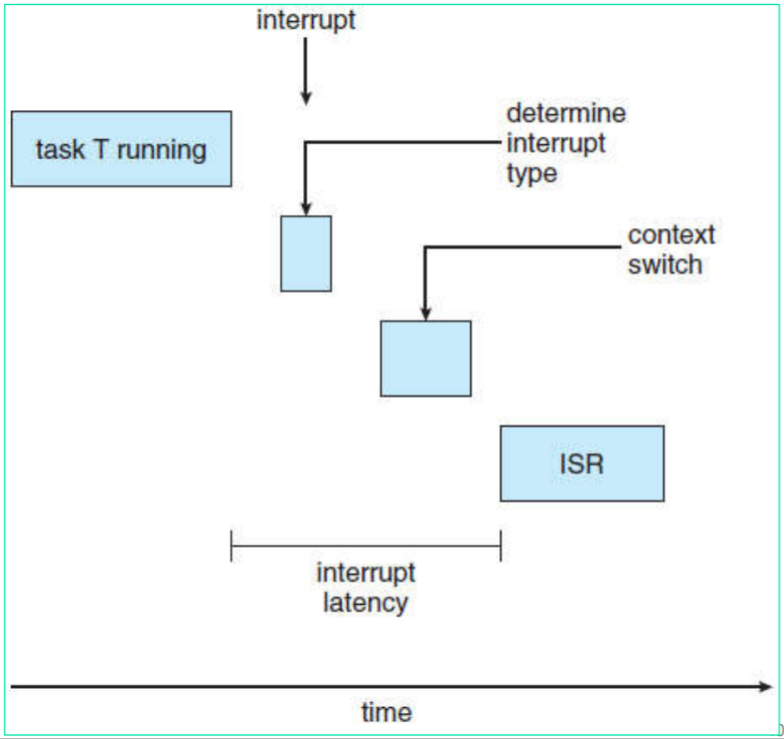 interrupt
task T running
determine
interrupt
type
context
switch
ISR
interrupt
latency
time